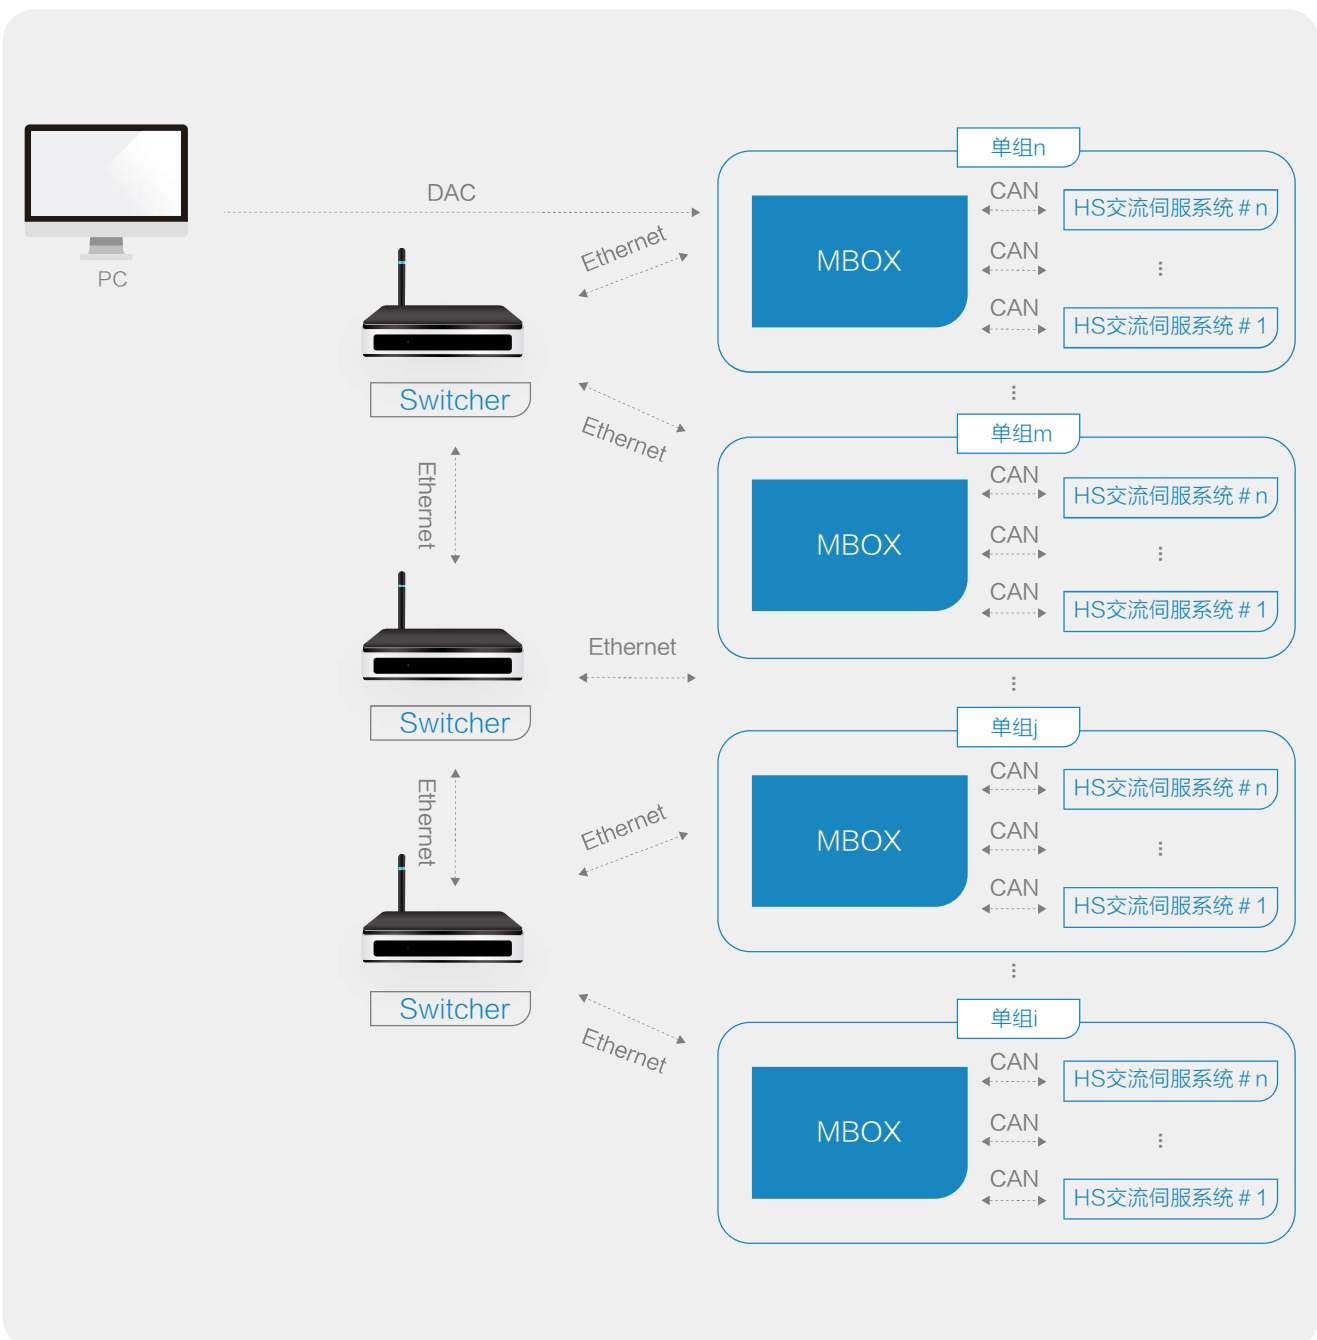 PC
DAC
Ethernet
Switcher
Ethernet
Ethernet
Switcher
Ethernet
Ethernet
Ethernet
Switcher
Ethernet
单组n
MBOX
CAN
HS交流伺服系统#n
CAN
⋮
CAN
HS交流伺服系统#1
⋮
单组m
MBOX
CAN
HS交流伺服系统#n
CAN
⋮
CAN
HS交流伺服系统#1
⋮
单组j
MBOX
CAN
HS交流伺服系统#n
CAN
⋮
CAN
HS交流伺服系统#1
⋮
单组i
MBOX
CAN
HS交流伺服系统#n
CAN
⋮
CAN
HS交流伺服系统#1